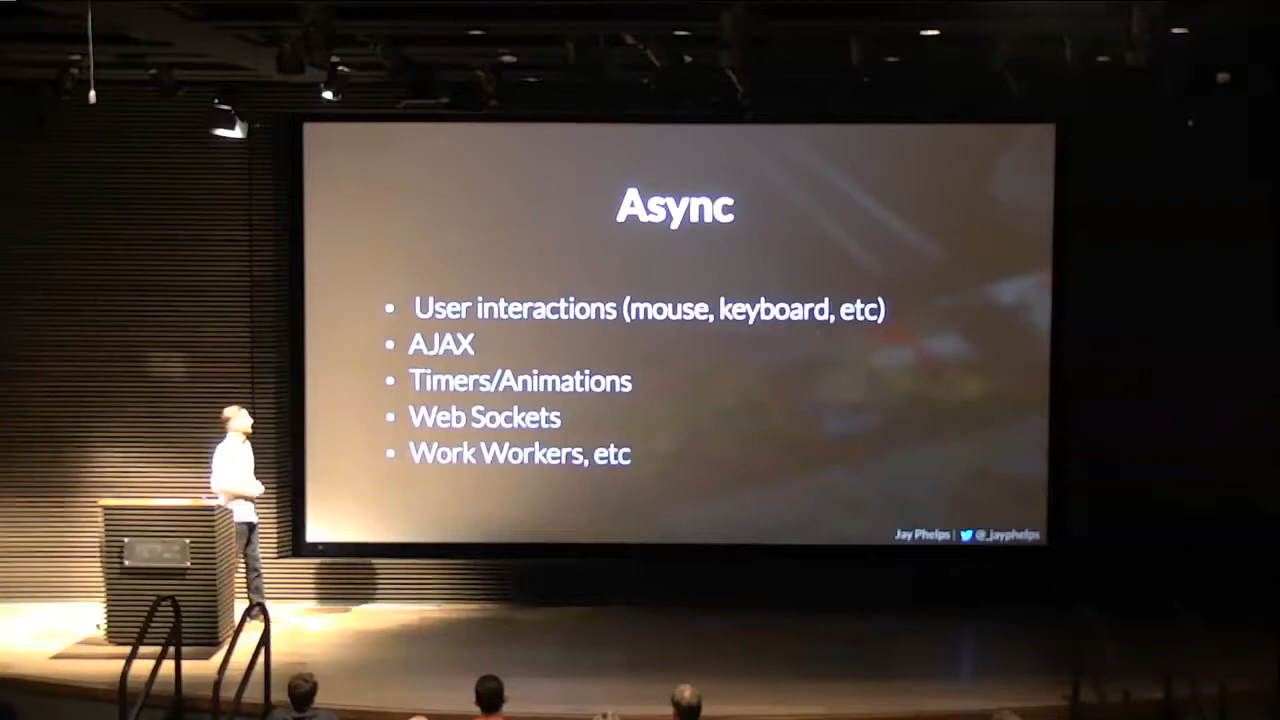 Async
• User interactions (mouse, keyboard, etc)
• AJAX
• Timers/Animations
• Web Sockets
• Work Workers, etc
Jay Phelps | @_jayphelps